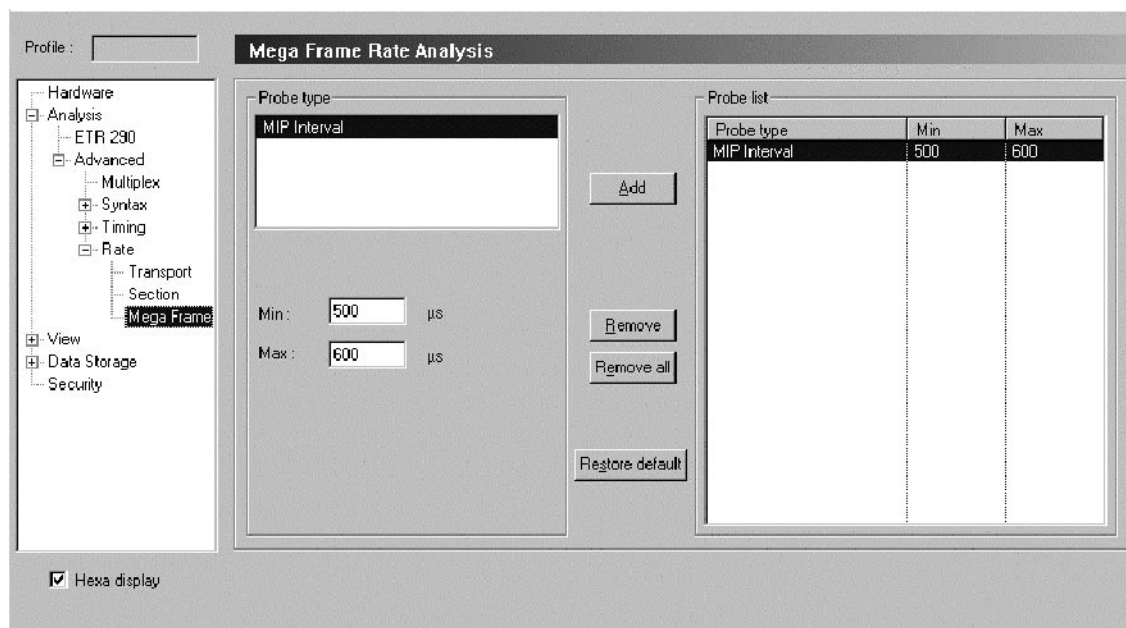 Profile :
Mega Frame Rate Analysis
Hardware
Analysis
ETR 290
Advanced
Multiplex
Syntax
Timing
Rate
Transport
Section
Mega Frame
View
Data Storage
Security
Probe type
MIP Interval
Min : 500 µs
Max : 600 µs
Add
Remove
Remove all
Restore default
Probe list
Probe type Min Max
MIP Interval 500 600
Hexa display